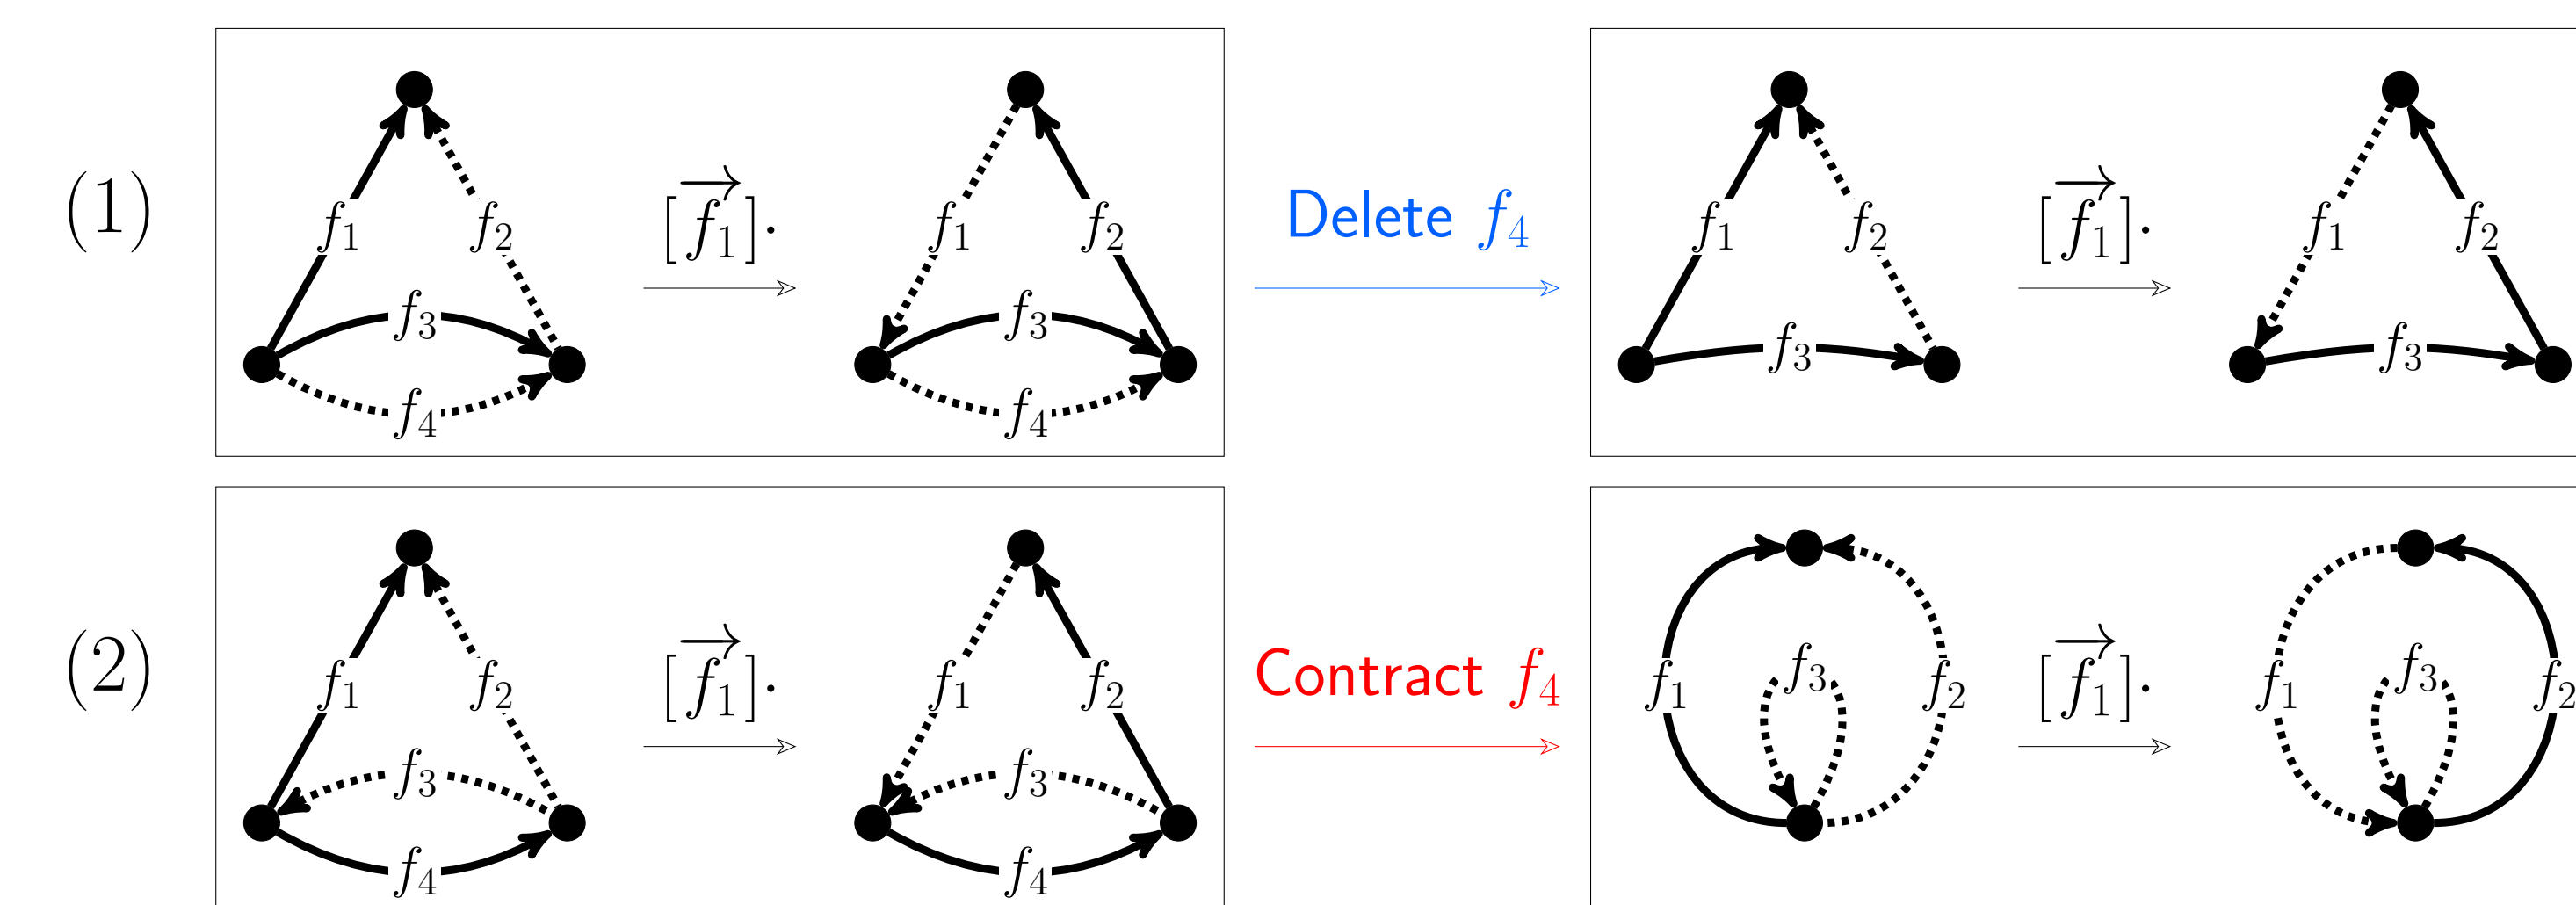 (1)
f₁ f₂ f₃ f₄
[f₁⃗]·
f₁ f₂ f₃ f₄
Delete f₄
f₁ f₂ f₃
[f₁⃗]·
f₁ f₂ f₃
(2)
f₁ f₂ f₃ f₄
[f₁⃗]·
f₁ f₂ f₃ f₄
Contract f₄
f₁ f₃ f₂
[f₁⃗]·
f₁ f₃ f₂